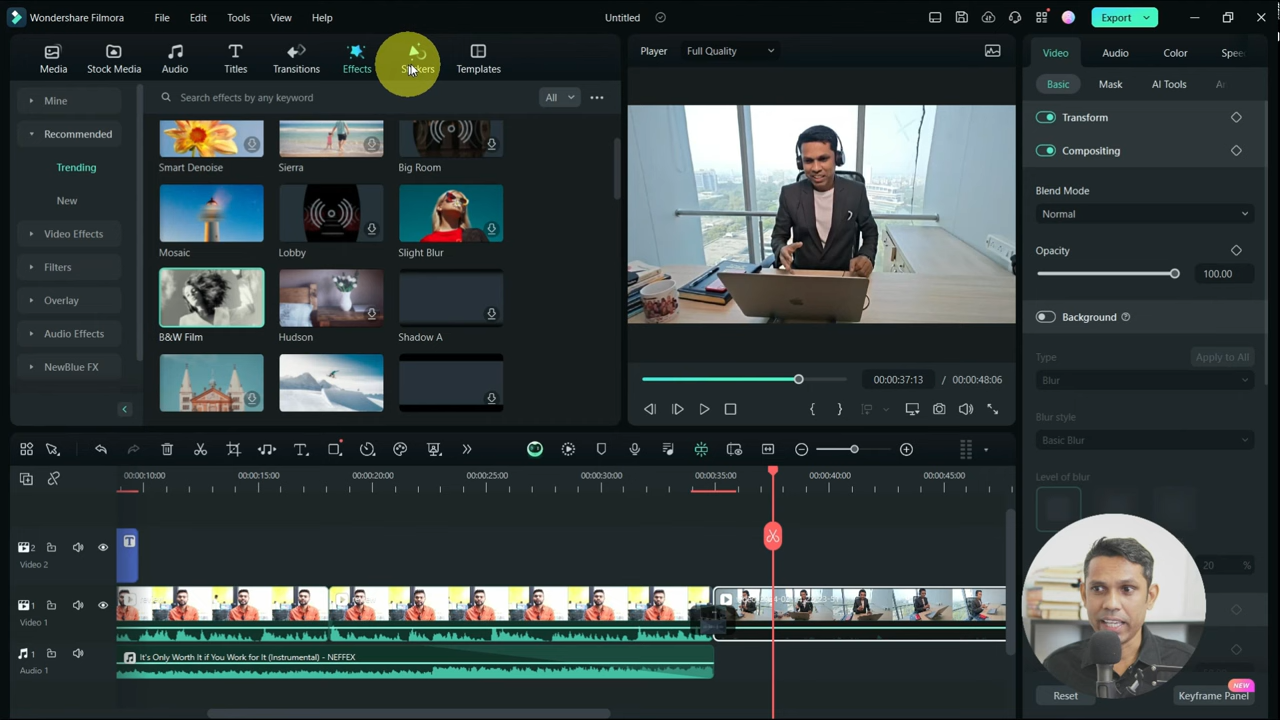 Wondershare Filmora File Edit Tools View Help Untitled Export
Media Stock Media Audio Titles Transitions Effects Stickers Templates
Player Full Quality
Video Audio Color Spee
Basic Mask AI Tools
Mine
Search effects by any keyword All
Recommended
Trending
New
Video Effects
Filters
Overlay
Audio Effects
NewBlue FX
Smart Denoise Sierra Big Room
Mosaic Lobby Slight Blur
B&W Film Hudson Shadow A
00:00:37:13 / 00:00:48:06
Transform
Compositing
Blend Mode
Normal
Opacity
100.00
Background
Type Apply to All
Blur
Blur style
Basic Blur
Level of blur
20 %
Reset Keyframe Panel NEW
00:00:10:00 00:00:15:00 00:00:20:00 00:00:25:00 00:00:30:00 00:00:35:00 00:00:40:00 00:00:45:00
2
Video 2
T
1
Video 1
1
Audio 1
It's Only Worth It if You Work for It (Instrumental) - NEFFEX